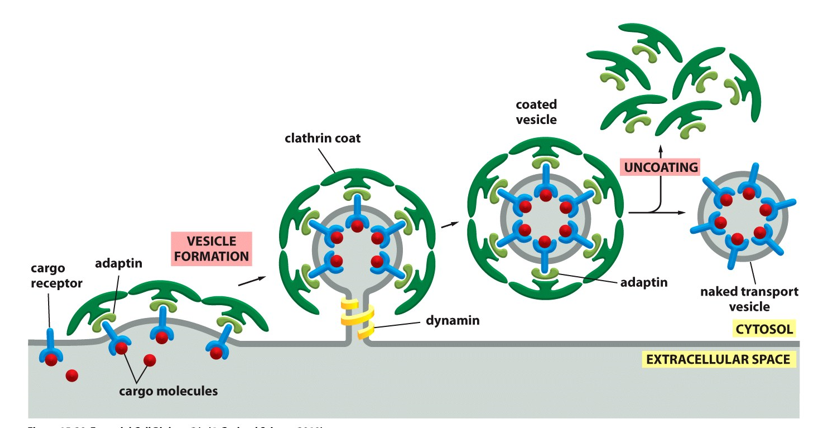 coated
vesicle
clathrin coat
UNCOATING
VESICLE
FORMATION
cargo
receptor
adaptin
adaptin
naked transport
vesicle
dynamin
CYTOSOL
EXTRACELLULAR SPACE
cargo molecules